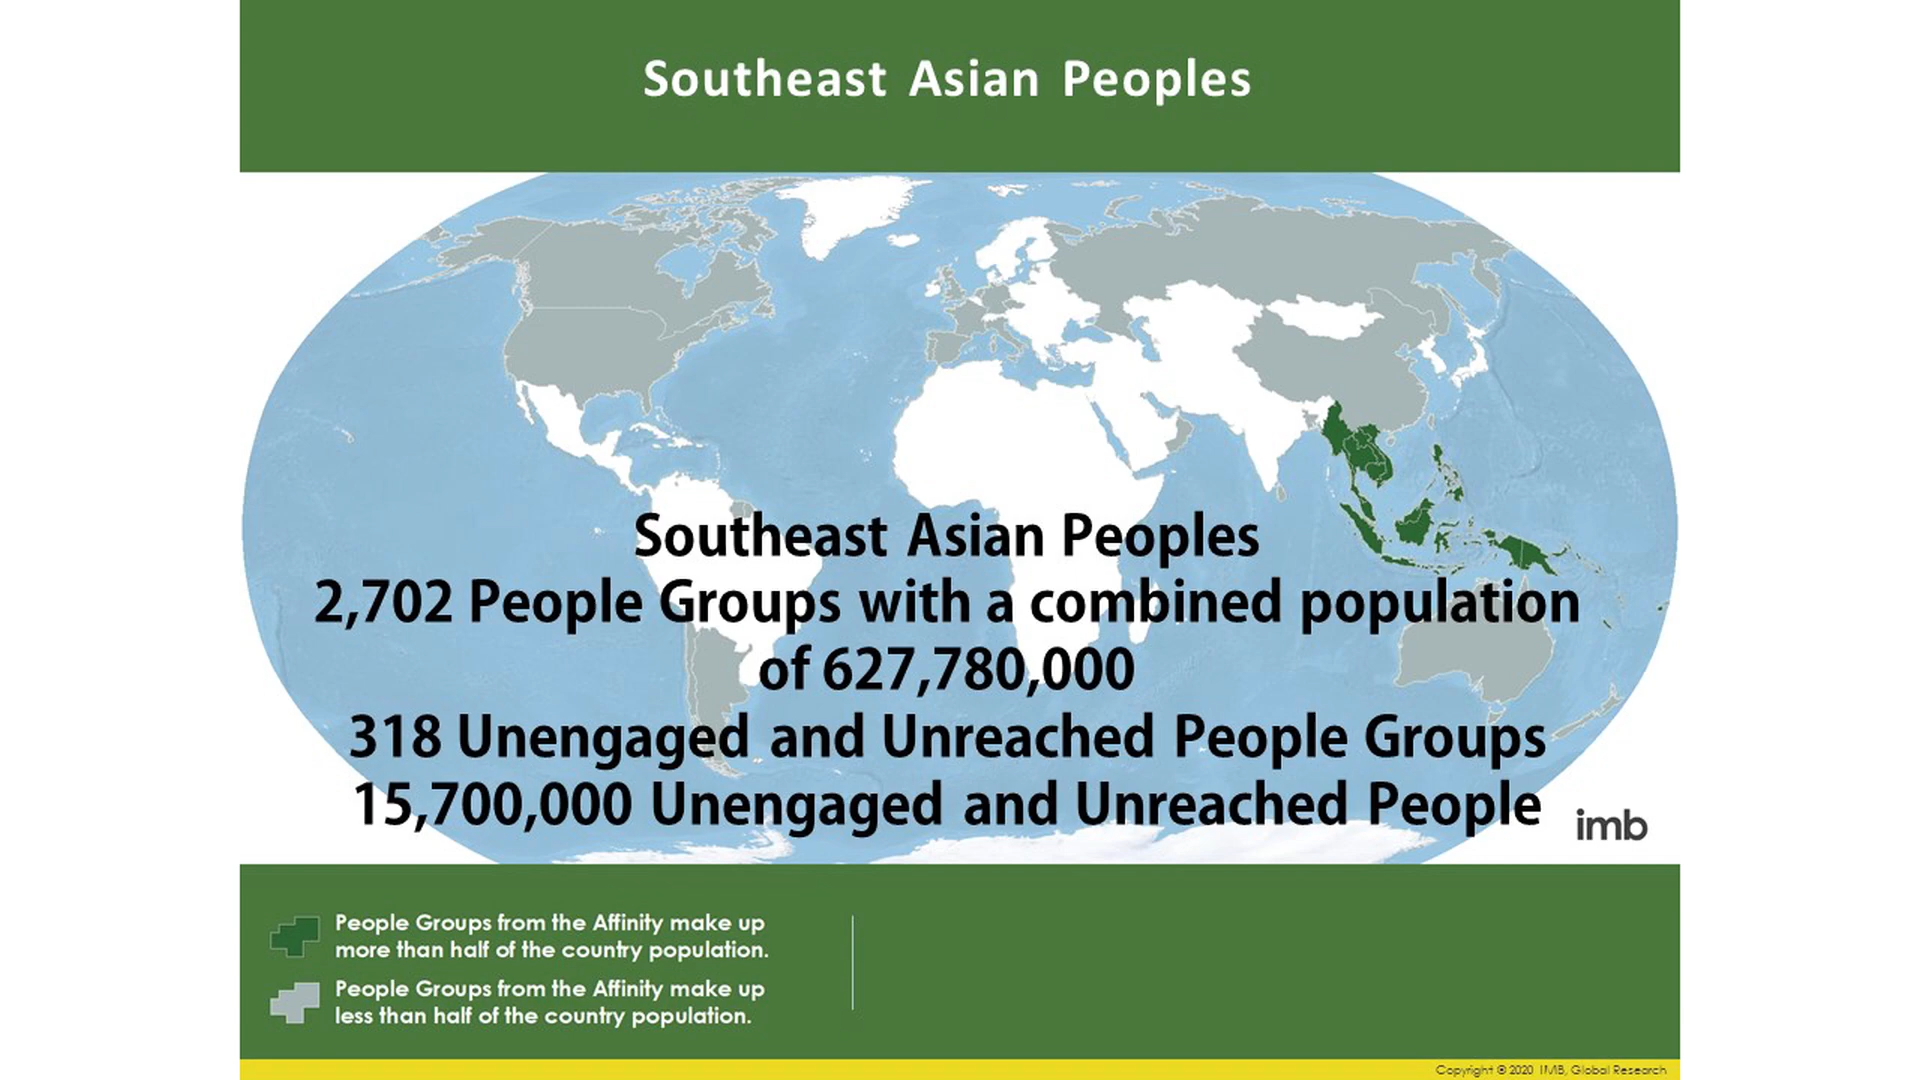 Southeast Asian Peoples
Southeast Asian Peoples
2,702 People Groups with a combined population
of 627,780,000
318 Unengaged and Unreached People Groups
15,700,000 Unengaged and Unreached People
imb
People Groups from the Affinity make up
more than half of the country population.
People Groups from the Affinity make up
less than half of the country population.
Copyright © 2020 IMB, Global Research